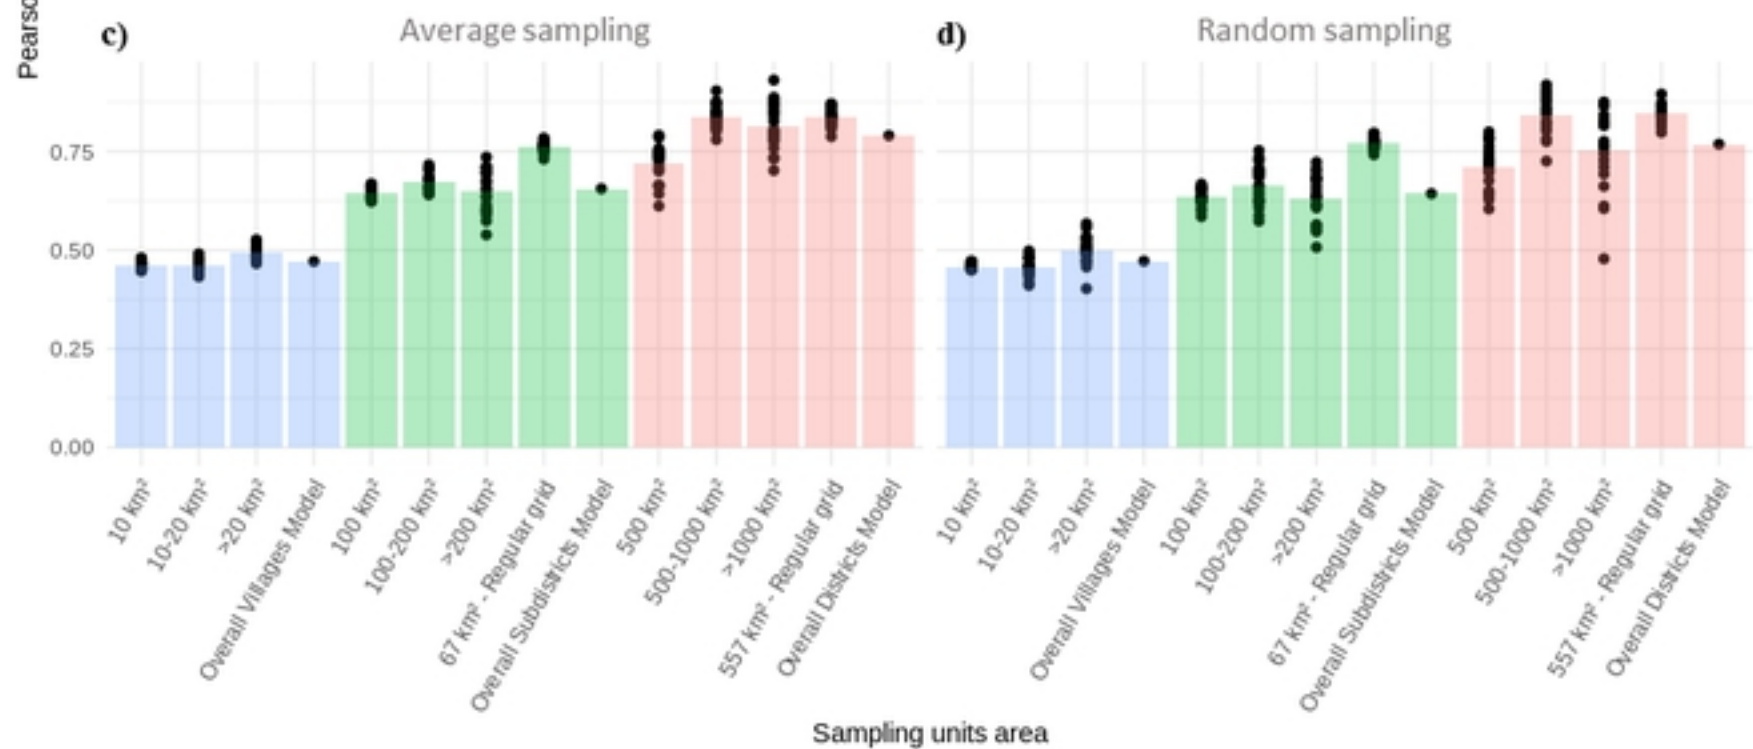 Pearso
c)
Average sampling
d)
Random sampling
0.75
0.50
0.25
0.00
10 km²
10-20 km²
>20 km²
Overall Villages Model
100 km²
100-200 km²
>200 km²
67 km² - Regular grid
Overall Subdistricts Model
500 km²
500-1000 km²
>1000 km²
557 km² - Regular grid
Overall Districts Model
10 km²
10-20 km²
>20 km²
Overall Villages Model
100 km²
100-200 km²
>200 km²
67 km² - Regular grid
Overall Subdistricts Model
500 km²
500-1000 km²
>1000 km²
557 km² - Regular grid
Overall Districts Model
Sampling units area